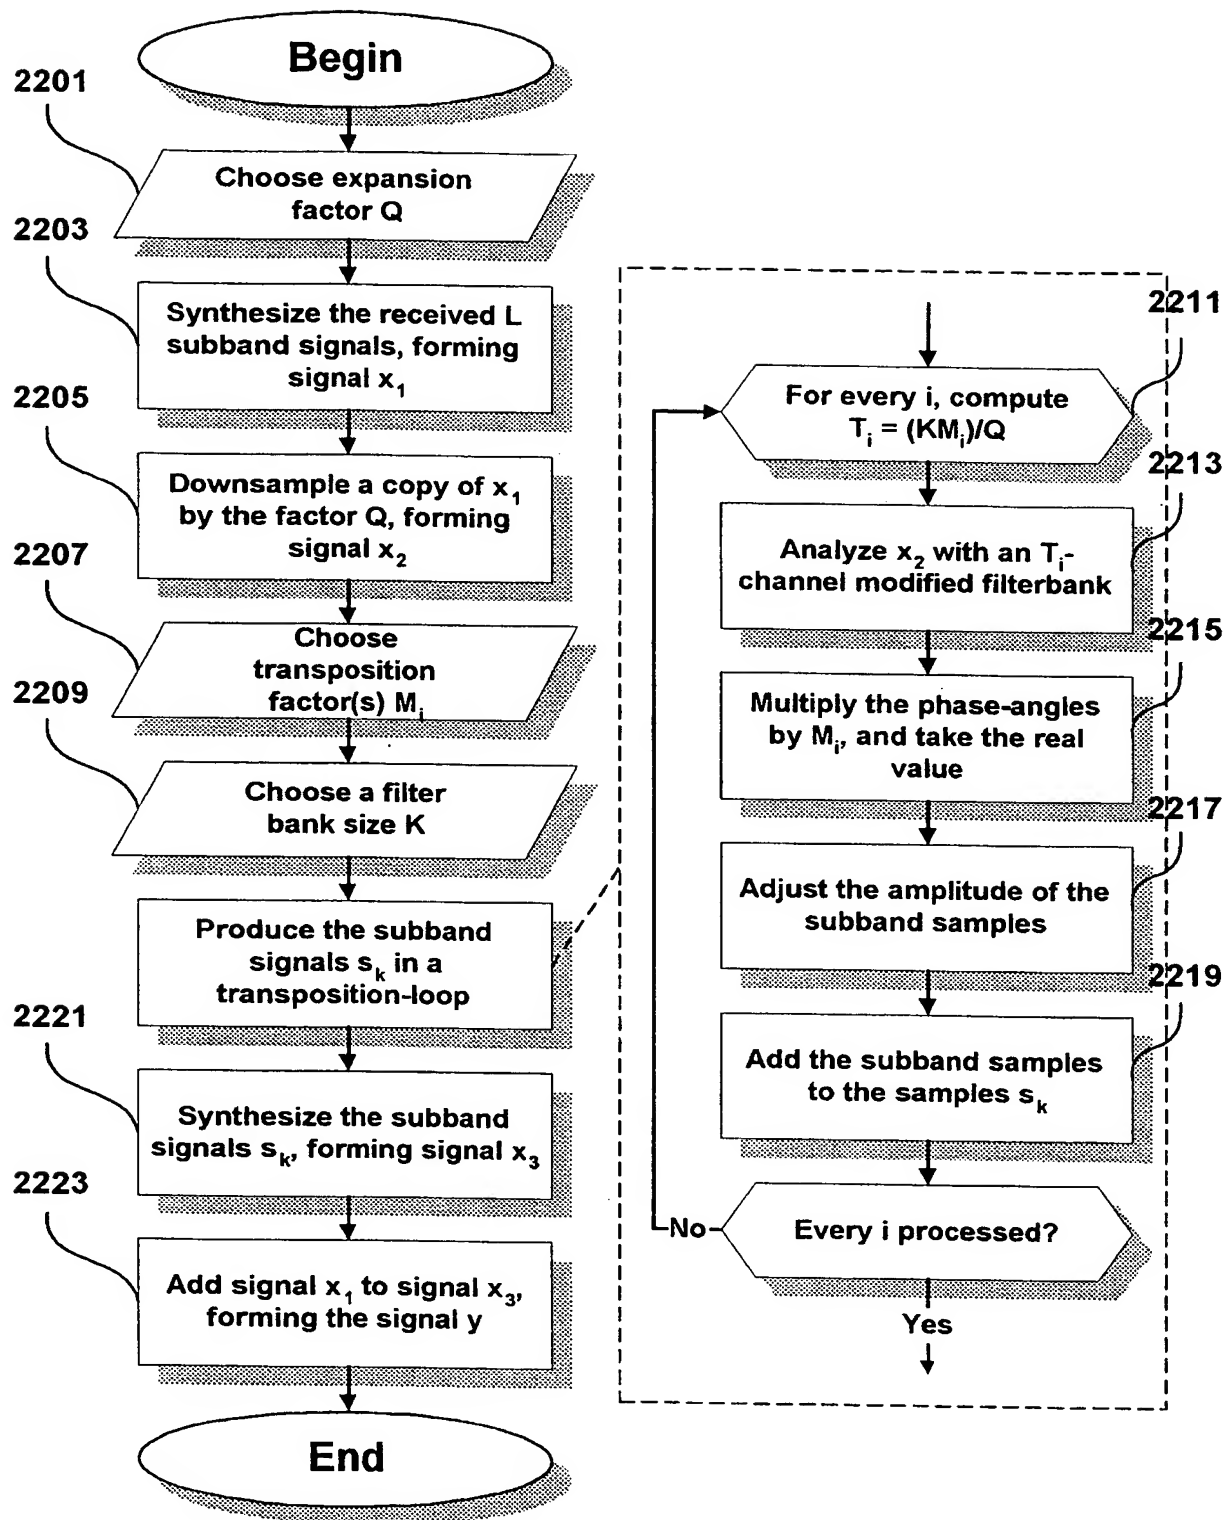 Begin
2201
Choose expansion
factor Q
2203
Synthesize the received L
subband signals, forming
signal x₁
2205
Downsample a copy of x₁
by the factor Q, forming
signal x₂
2207
Choose
transposition
factor(s) Mᵢ
2209
Choose a filter
bank size K
Produce the subband
signals sₖ in a
transposition-loop
2221
Synthesize the subband
signals sₖ, forming signal x₃
2223
Add signal x₁ to signal x₃,
forming the signal y
End
2211
For every i, compute
Tᵢ = (KMᵢ)/Q
2213
Analyze x₂ with an Tᵢ-
channel modified filterbank
2215
Multiply the phase-angles
by Mᵢ, and take the real
value
2217
Adjust the amplitude of the
subband samples
2219
Add the subband samples
to the samples sₖ
No
Every i processed?
Yes